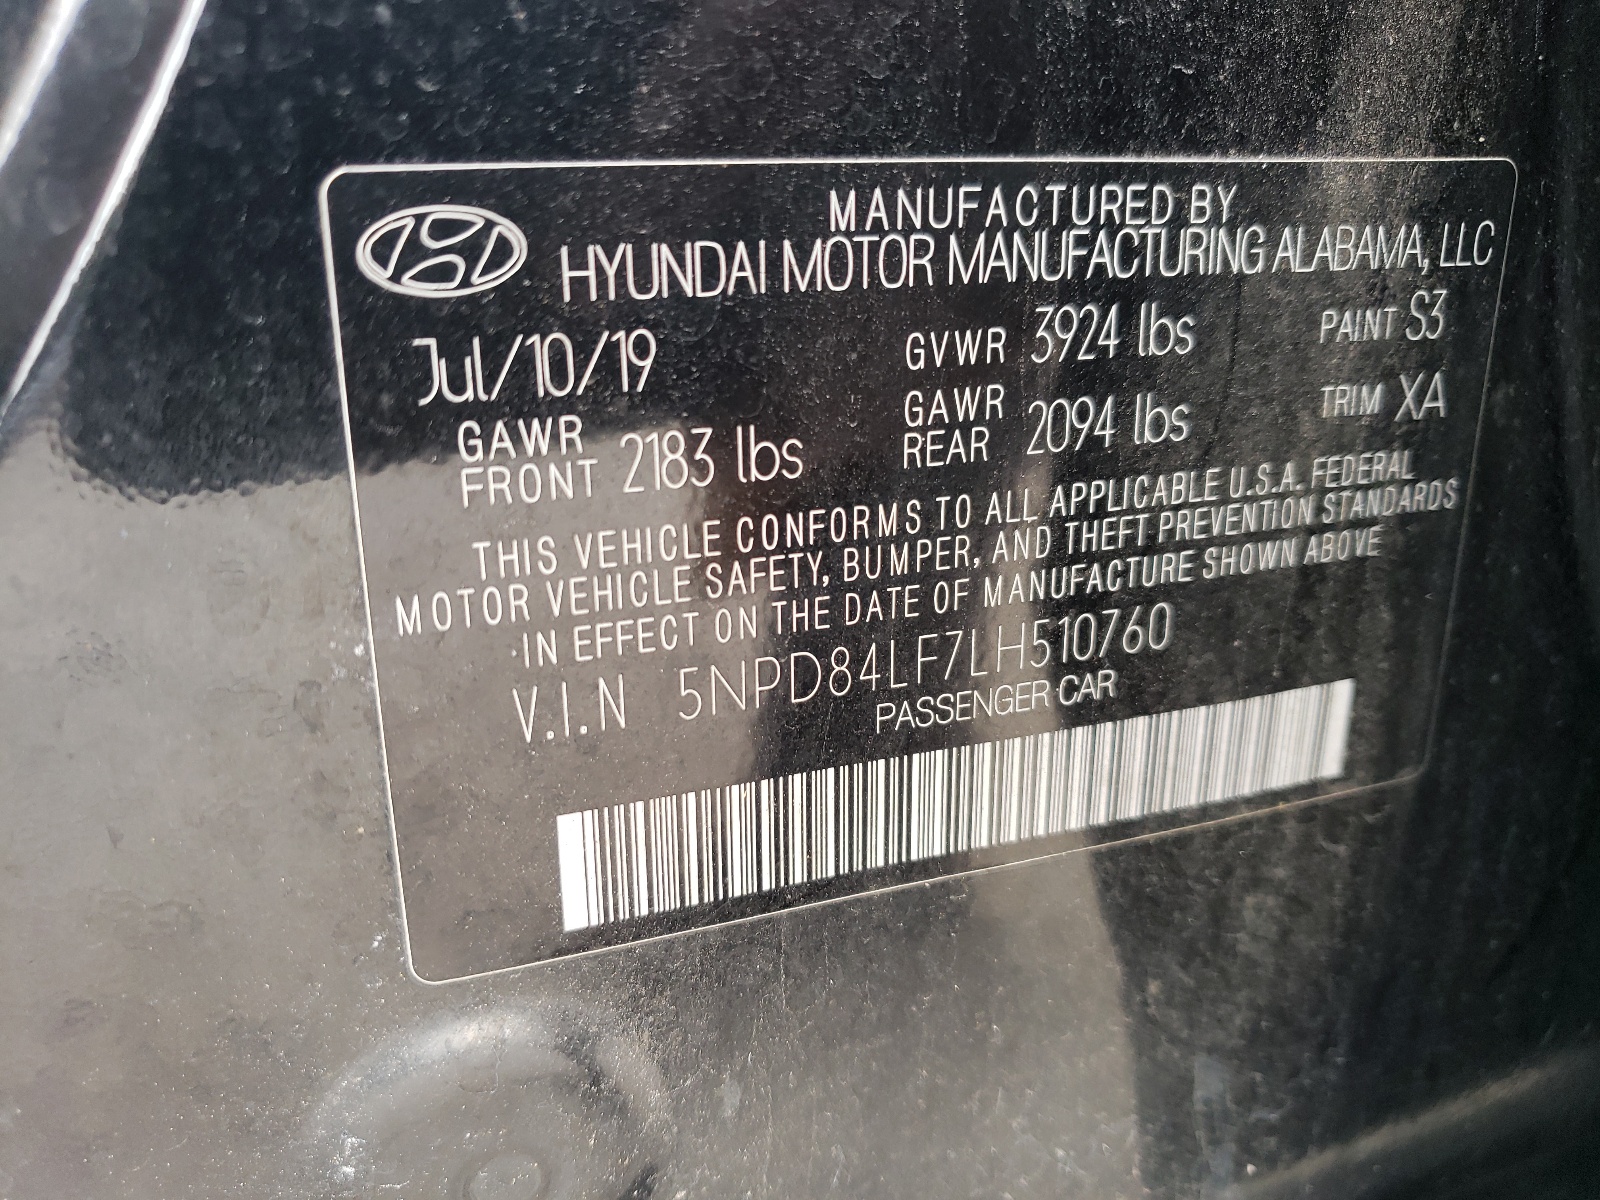 MANUFACTURED BY
HYUNDAI MOTOR MANUFACTURING ALABAMA, LLC
Jul/10/19 GVWR 3924 lbs PAINT S3
GAWR FRONT 2183 lbs GAWR REAR 2094 lbs TRIM XA
THIS VEHICLE CONFORMS TO ALL APPLICABLE U.S.A. FEDERAL
MOTOR VEHICLE SAFETY, BUMPER, AND THEFT PREVENTION STANDARDS
IN EFFECT ON THE DATE OF MANUFACTURE SHOWN ABOVE
V.I.N 5NPD84LF7LH510760
PASSENGER CAR